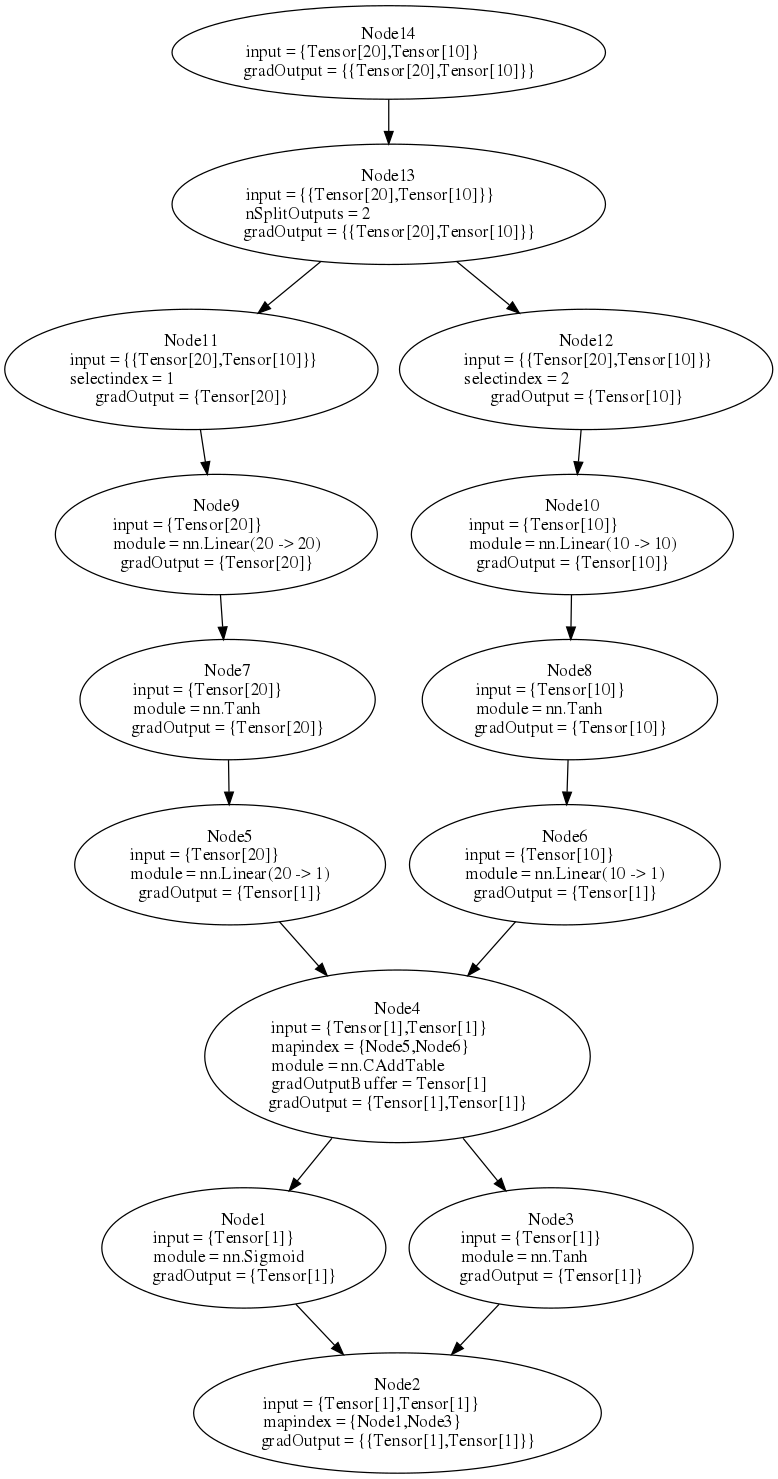 Node14
input = {Tensor[20],Tensor[10]}
gradOutput = {{Tensor[20],Tensor[10]}}
Node13
input = {{Tensor[20],Tensor[10]}}
nSplitOutputs = 2
gradOutput = {{Tensor[20],Tensor[10]}}
Node11
input = {{Tensor[20],Tensor[10]}}
selectindex = 1
gradOutput = {Tensor[20]}
Node12
input = {{Tensor[20],Tensor[10]}}
selectindex = 2
gradOutput = {Tensor[10]}
Node9
input = {Tensor[20]}
module = nn.Linear(20 -> 20)
gradOutput = {Tensor[20]}
Node10
input = {Tensor[10]}
module = nn.Linear(10 -> 10)
gradOutput = {Tensor[10]}
Node7
input = {Tensor[20]}
module = nn.Tanh
gradOutput = {Tensor[20]}
Node8
input = {Tensor[10]}
module = nn.Tanh
gradOutput = {Tensor[10]}
Node5
input = {Tensor[20]}
module = nn.Linear(20 -> 1)
gradOutput = {Tensor[1]}
Node6
input = {Tensor[10]}
module = nn.Linear(10 -> 1)
gradOutput = {Tensor[1]}
Node4
input = {Tensor[1],Tensor[1]}
mapindex = {Node5,Node6}
module = nn.CAddTable
gradOutputBuffer = Tensor[1]
gradOutput = {Tensor[1],Tensor[1]}
Node1
input = {Tensor[1]}
module = nn.Sigmoid
gradOutput = {Tensor[1]}
Node3
input = {Tensor[1]}
module = nn.Tanh
gradOutput = {Tensor[1]}
Node2
input = {Tensor[1],Tensor[1]}
mapindex = {Node1,Node3}
gradOutput = {{Tensor[1],Tensor[1]}}